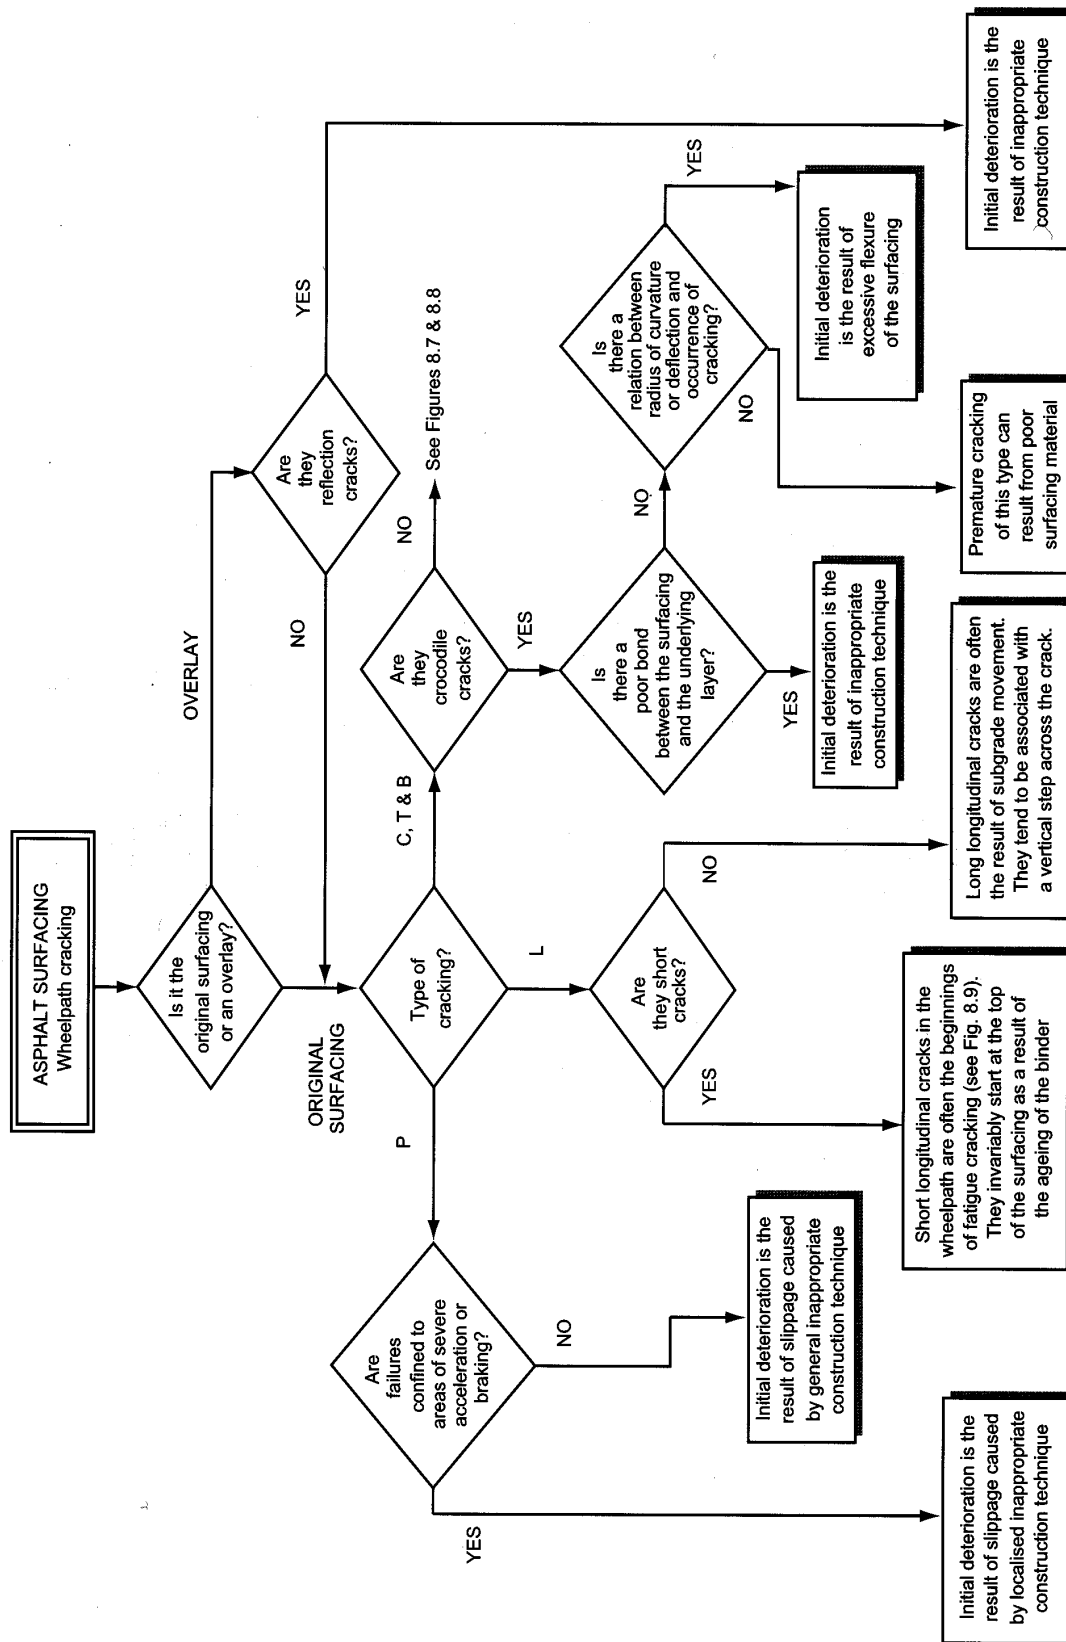 ASPHALT SURFACING
Wheelpath cracking
Is it the
original surfacing
or an overlay?
OVERLAY
ORIGINAL
SURFACING
Are
they
reflection
cracks?
NO
YES
Type of
cracking?
P
L
C, T & B
Are
they
crocodile
cracks?
NO
See Figures 8.7 & 8.8
YES
Are
failures
confined to
areas of severe
acceleration or
braking?
YES
NO
Are
they short
cracks?
YES
NO
Is
there a
poor bond
between the surfacing
and the underlying
layer?
YES
NO
Is
there a
relation between
radius of curvature
or deflection and
occurrence of
cracking?
NO
YES
Initial deterioration is the
result of slippage caused
by localised inappropriate
construction technique
Initial deterioration is the
result of slippage caused
by general inappropriate
construction technique
Short longitudinal cracks in the
wheelpath are often the beginnings
of fatigue cracking (see Fig. 8.9).
They invariably start at the top
of the surfacing as a result of
the ageing of the binder
Long longitudinal cracks are often
the result of subgrade movement.
They tend to be associated with
a vertical step across the crack.
Initial deterioration is the
result of inappropriate
construction technique
Premature cracking
of this type can
result from poor
surfacing material
Initial deterioration
is the result of
excessive flexure
of the surfacing
Initial deterioration is the
result of inappropriate
construction technique